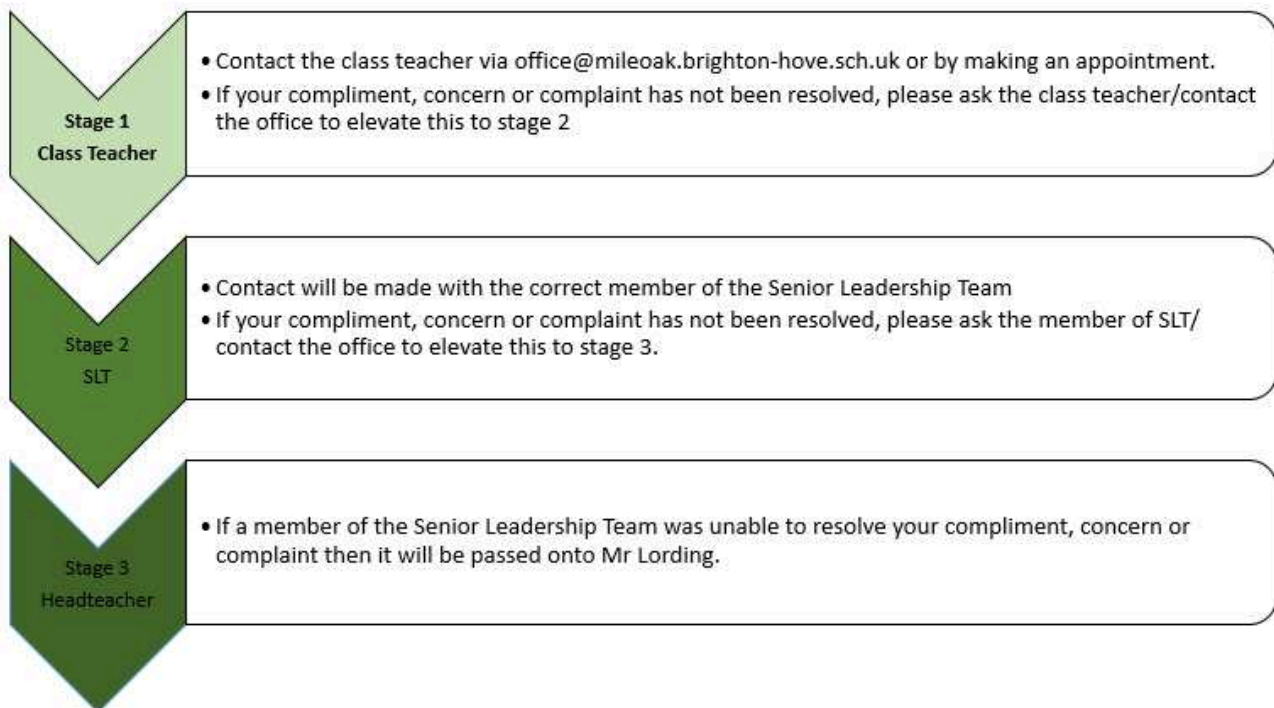 Stage 1
Class Teacher
• Contact the class teacher via office@mileoak.brighton-hove.sch.uk or by making an appointment.
• If your compliment, concern or complaint has not been resolved, please ask the class teacher/contact
the office to elevate this to stage 2
Stage 2
SLT
• Contact will be made with the correct member of the Senior Leadership Team
• If your compliment, concern or complaint has not been resolved, please ask the member of SLT/
contact the office to elevate this to stage 3.
Stage 3
Headteacher
• If a member of the Senior Leadership Team was unable to resolve your compliment, concern or
complaint then it will be passed onto Mr Lording.